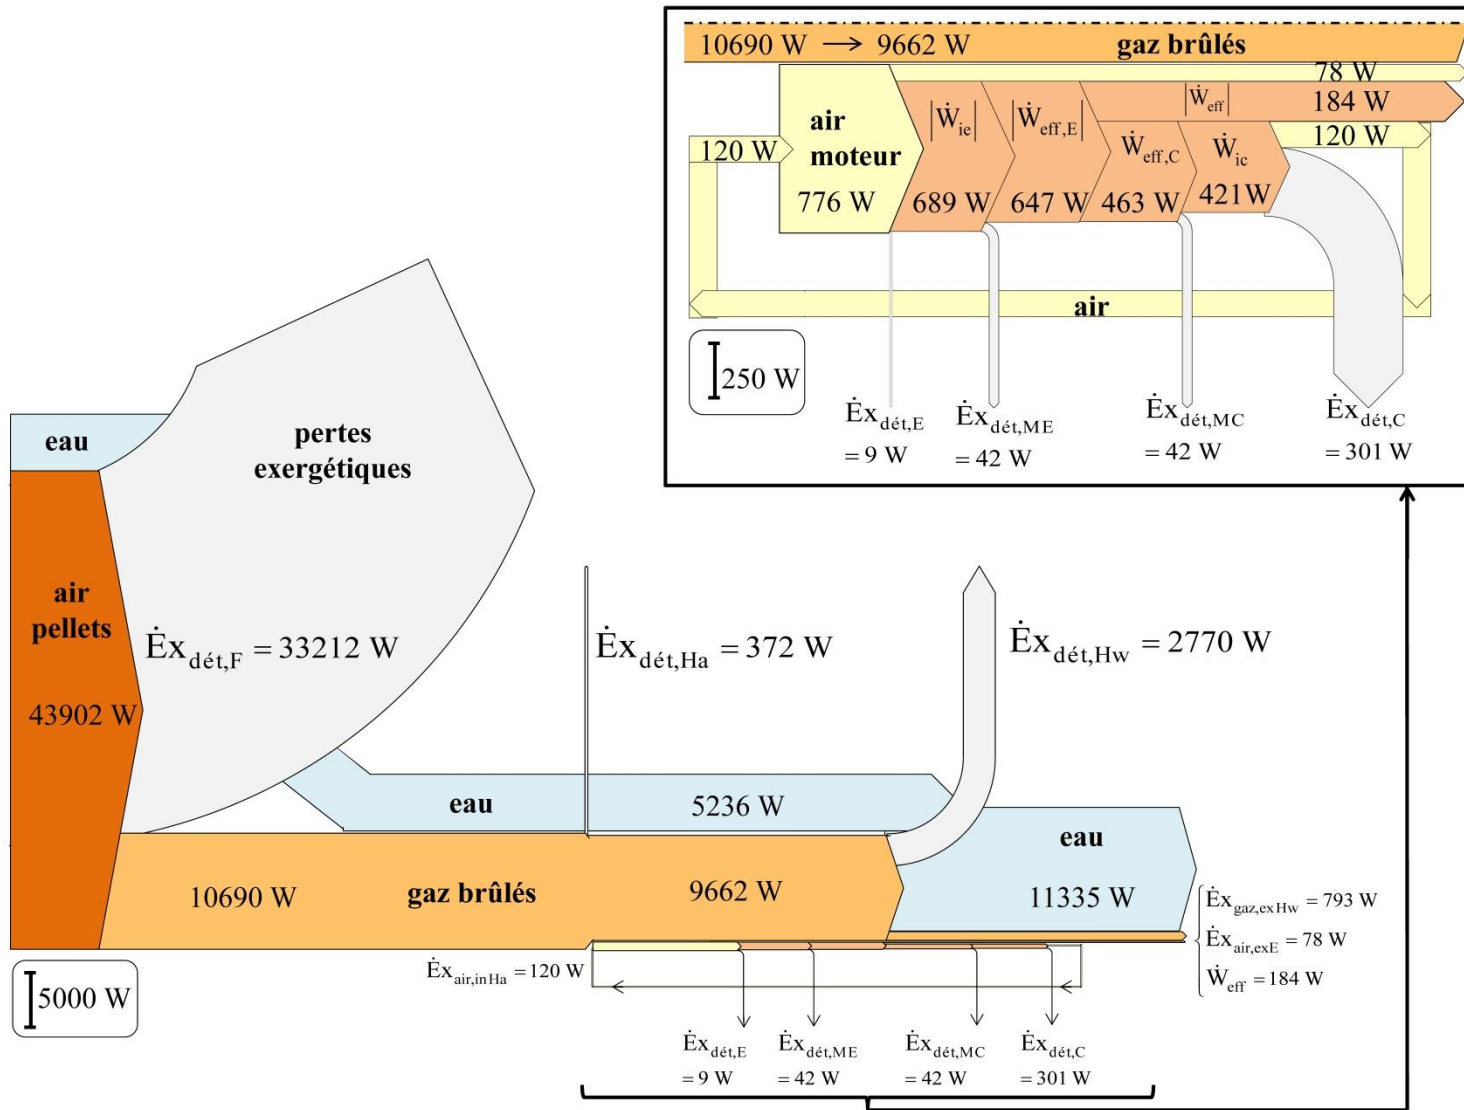 10690 W → 9662 W gaz brûlés
78 W
|Ẇeff| 184 W
air moteur
120 W
776 W
|Ẇie|
689 W
|Ẇeff,E|
647 W
Ẇeff,C
463 W
Ẇic
421W
120 W
air
250 W
Ėxdét,E = 9 W
Ėxdét,ME = 42 W
Ėxdét,MC = 42 W
Ėxdét,C = 301 W
eau
pertes
exergétiques
air
pellets
43902 W
Ėxdét,F = 33212 W
Ėxdét,Ha = 372 W
Ėxdét,Hw = 2770 W
eau 5236 W
10690 W gaz brûlés 9662 W
eau
11335 W
Ėxgaz,exHw = 793 W
Ėxair,exE = 78 W
Ẇeff = 184 W
Ėxair,inHa = 120 W
5000 W
Ėxdét,E = 9 W
Ėxdét,ME = 42 W
Ėxdét,MC = 42 W
Ėxdét,C = 301 W